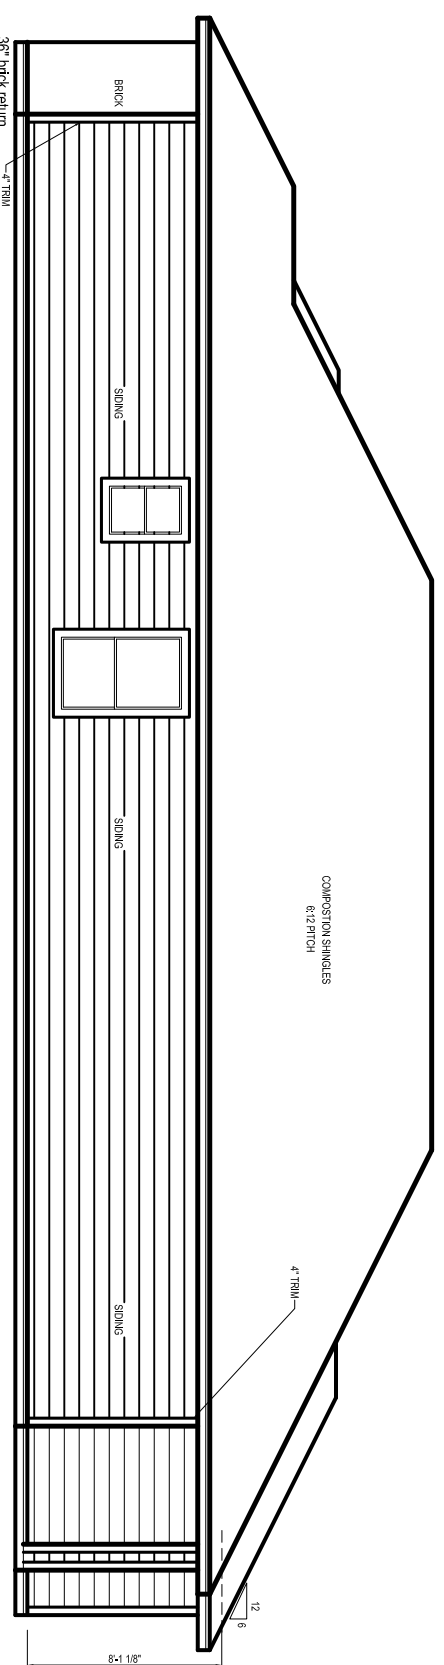 BRICK
36" brick return
4" TRIM
SIDING
SIDING
COMPOSTION SHINGLES
6:12 PITCH
4" TRIM
SIDING
12
6
8'-1 1/8"